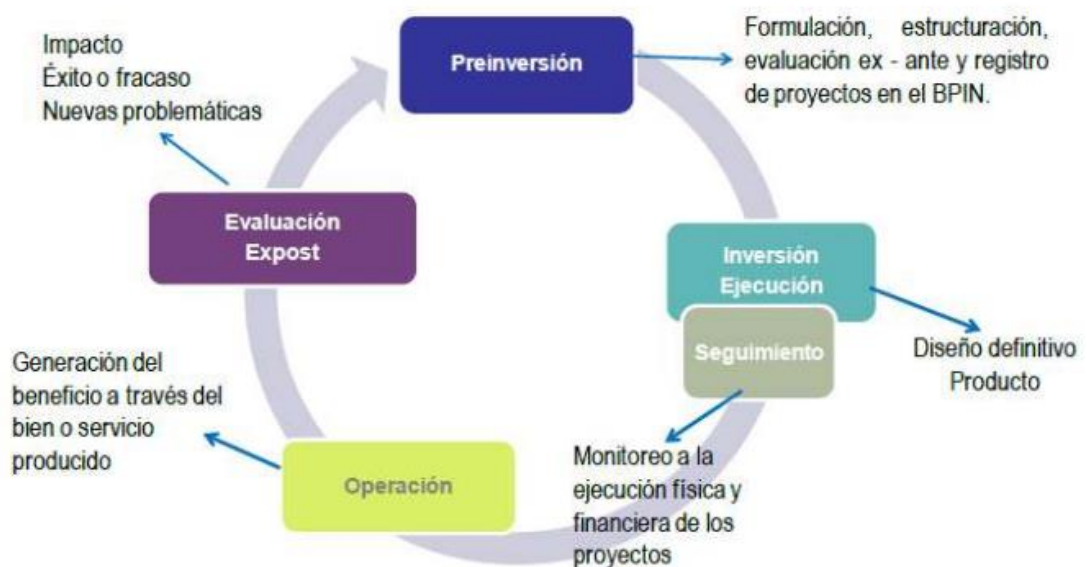 Impacto
Éxito o fracaso
Nuevas problemáticas
Preinversión
Formulación, estructuración,
evaluación ex - ante y registro
de proyectos en el BPIN.
Evaluación
Expost
Inversión
Ejecución
Seguimiento
Diseño definitivo
Producto
Generación del
beneficio a través del
bien o servicio
producido
Operación
Monitoreo a la
ejecución física y
financiera de los
proyectos